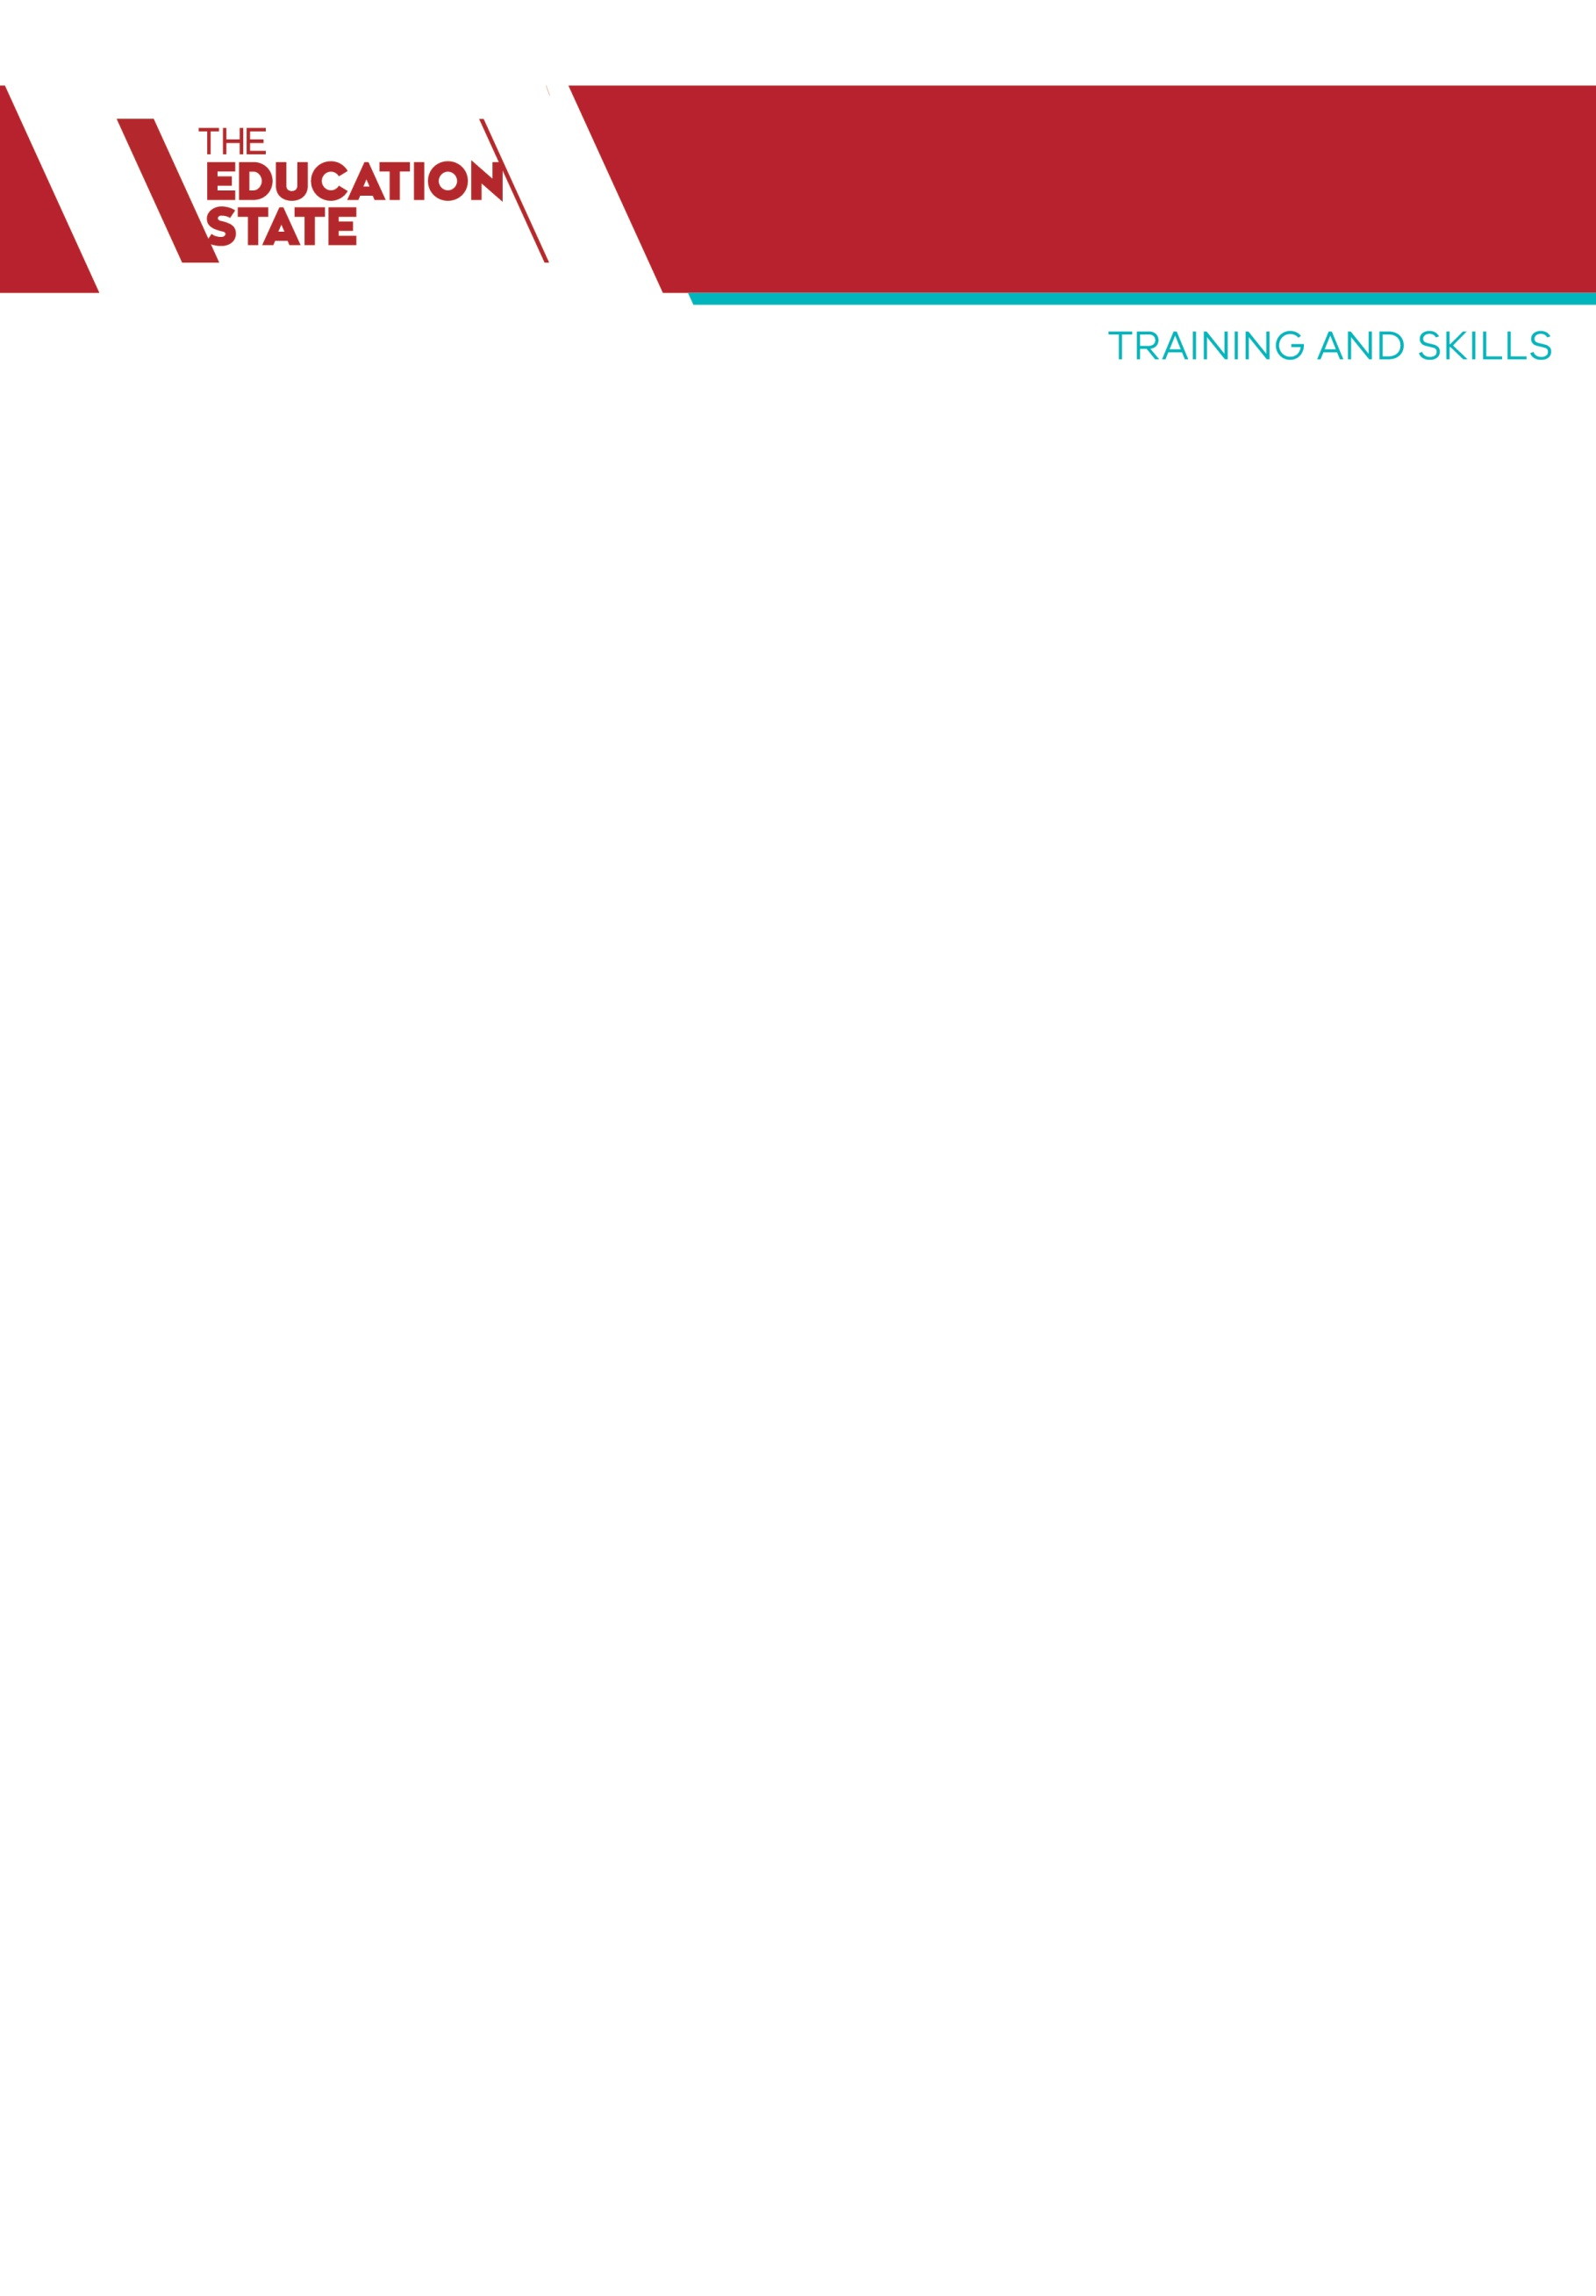 THE
EDUCATION
STATE
TRAINING AND SKILLS